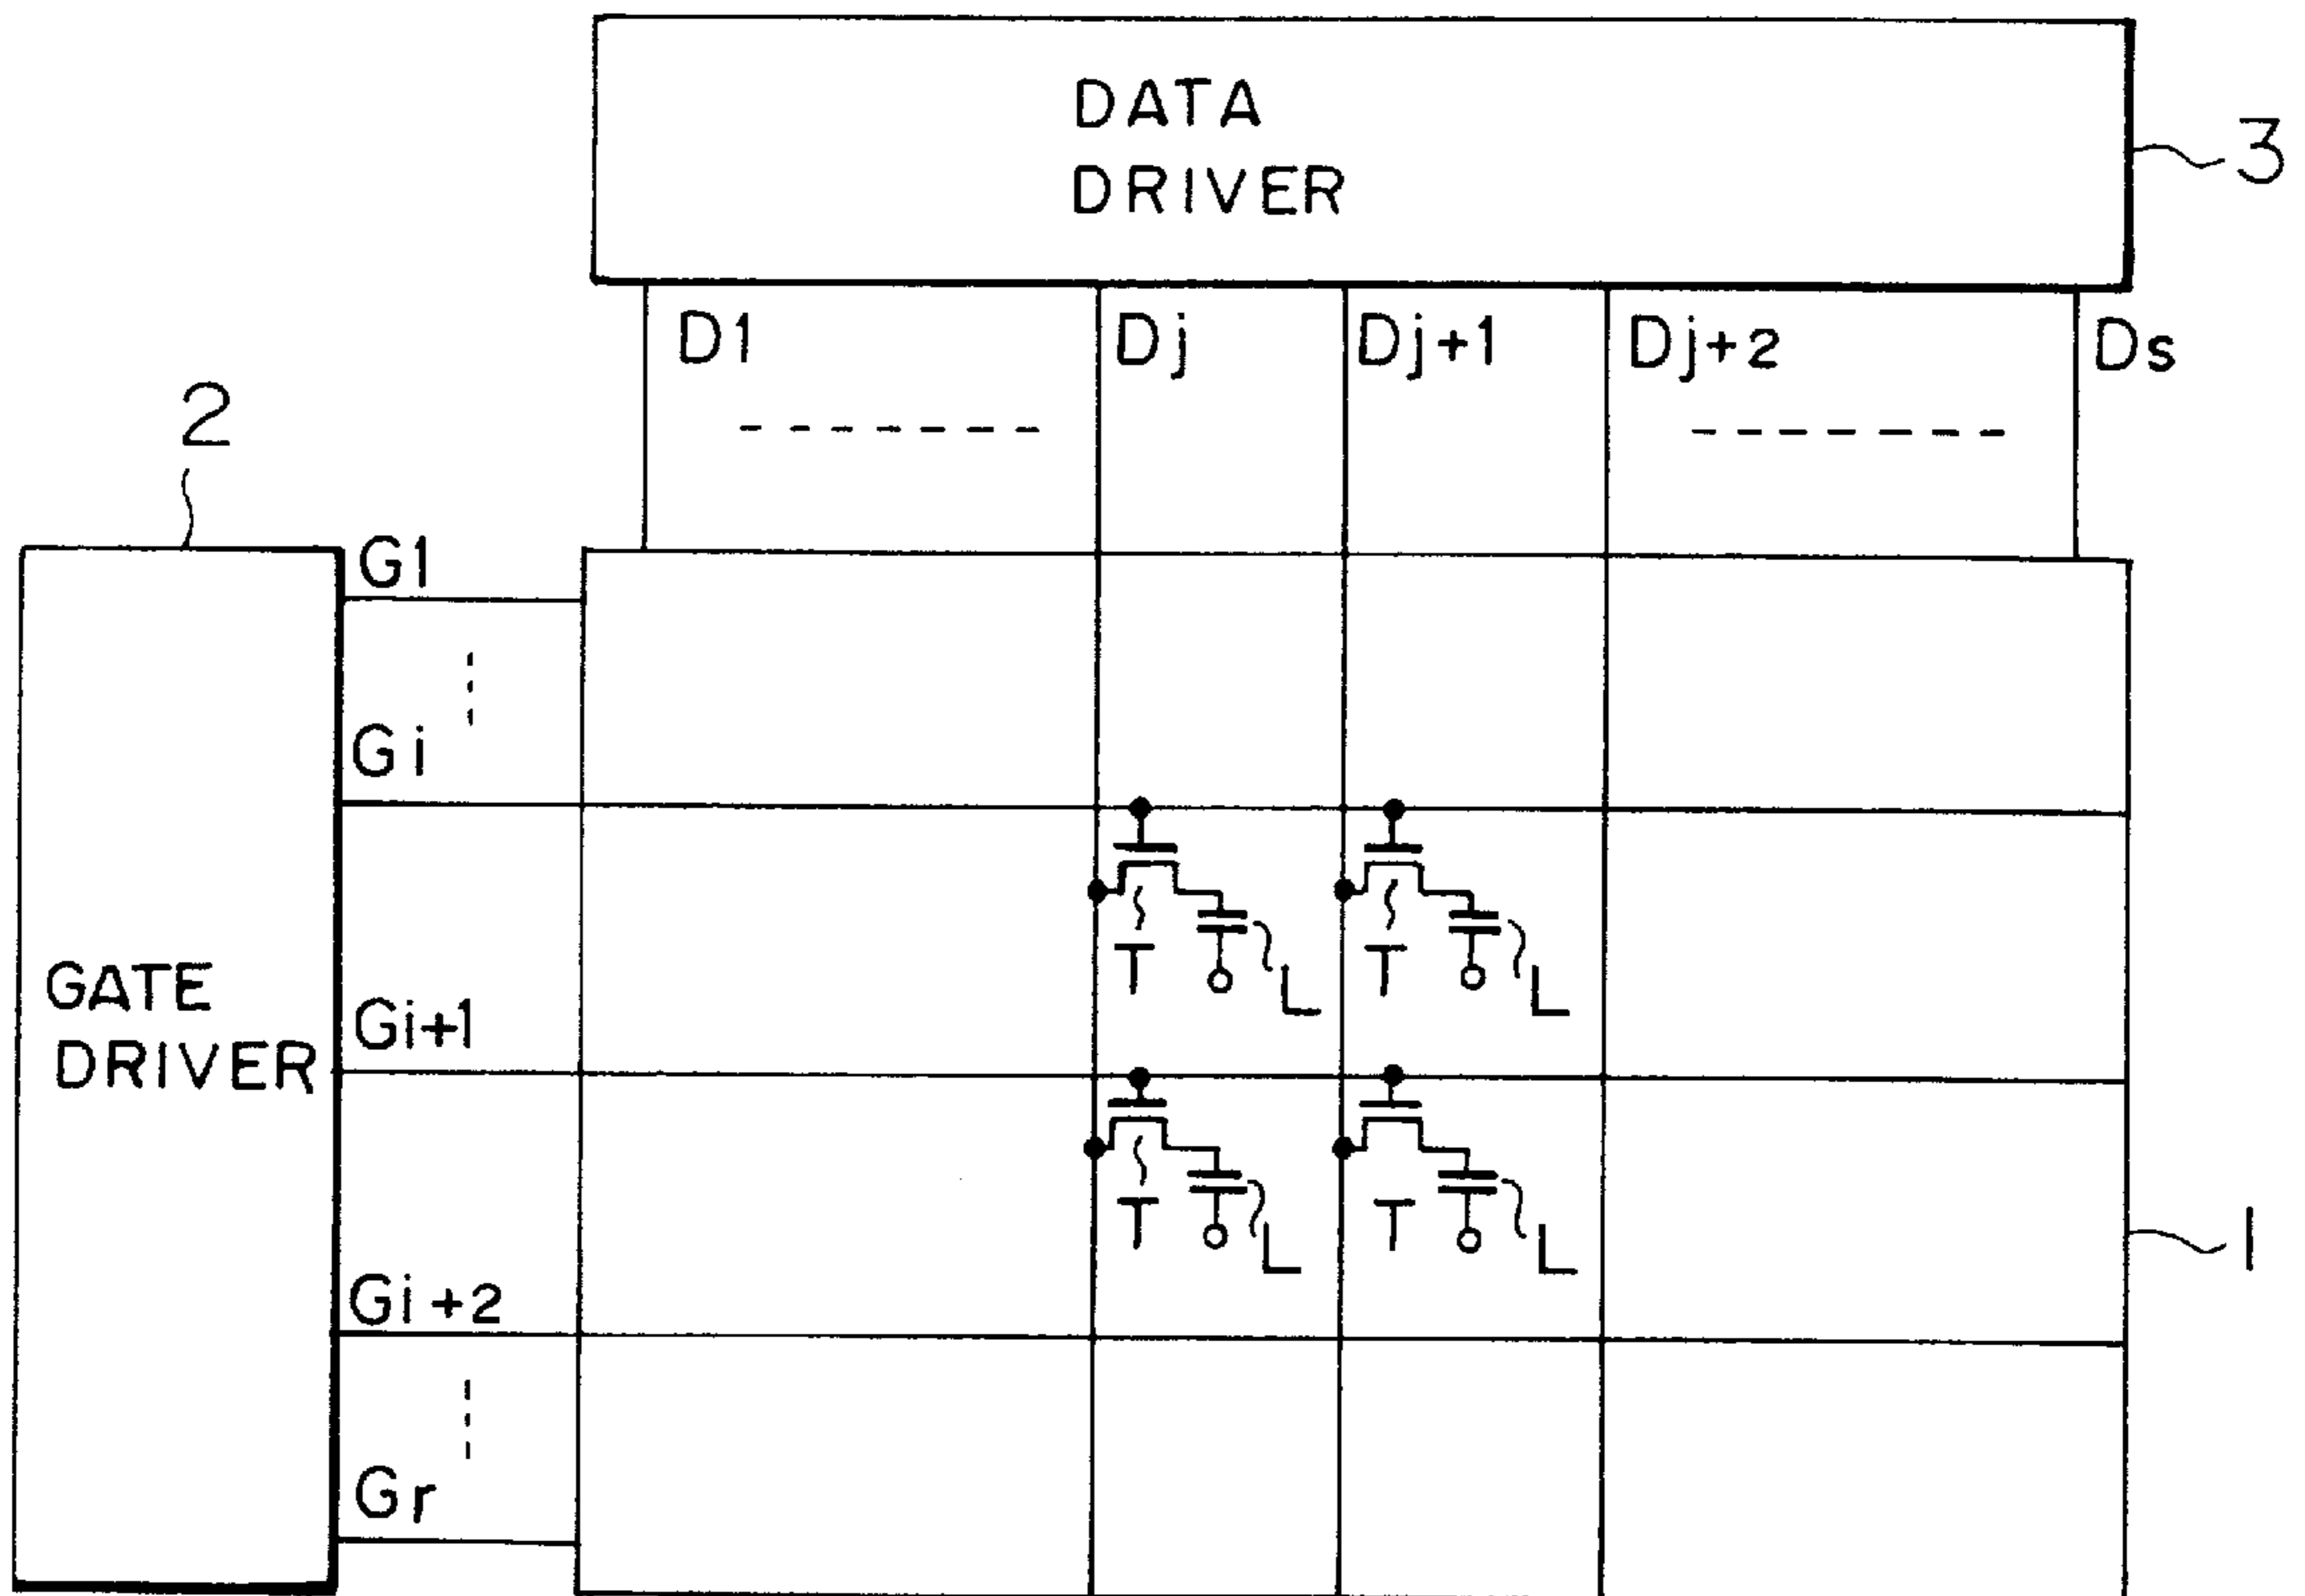 DATA
DRIVER
3
D1
Dj
Dj+1
Dj+2
Ds
2
G1
Gi
GATE
DRIVER
Gi+1
T
L
T
L
T
L
T
L
1
Gi+2
Gr